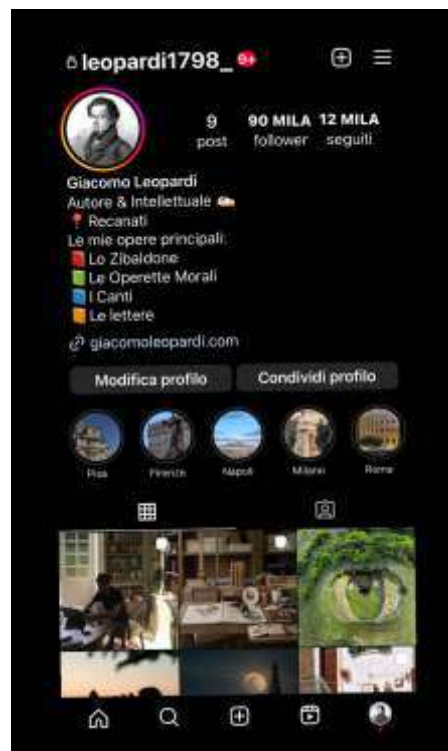 leopardi1798_ 9+
9 90 MILA 12 MILA
post follower seguiti
Giacomo Leopardi
Autore & Intellettuale
Recanati
Le mie opere principali:
Lo Zibaldone
Le Operette Morali
I Canti
Le lettere
giacomoleopardi.com
Modifica profilo Condividi profilo
Pisa Firenze Napoli Milano Roma